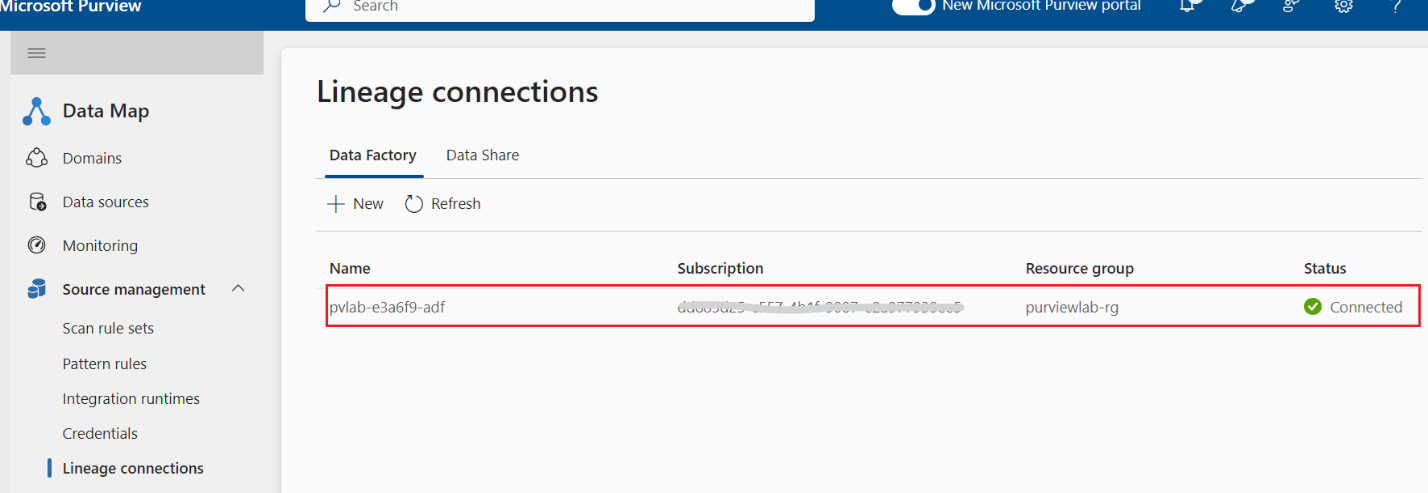 Microsoft Purview
Search
New Microsoft Purview portal
Data Map
Domains
Data sources
Monitoring
Source management
Scan rule sets
Pattern rules
Integration runtimes
Credentials
Lineage connections
Lineage connections
Data Factory Data Share
New Refresh
Name Subscription Resource group Status
pvlab-e3a6f9-adf purviewlab-rg Connected